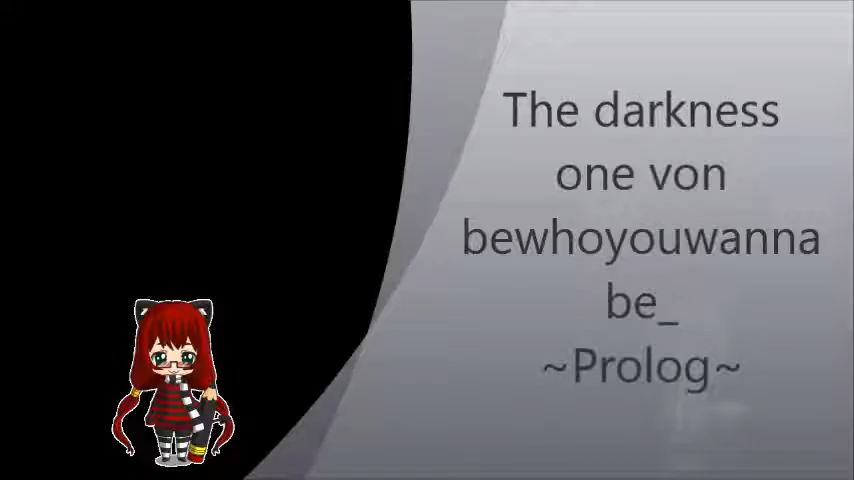 The darkness
one von
bewhoyouwanna
be_
~Prolog~